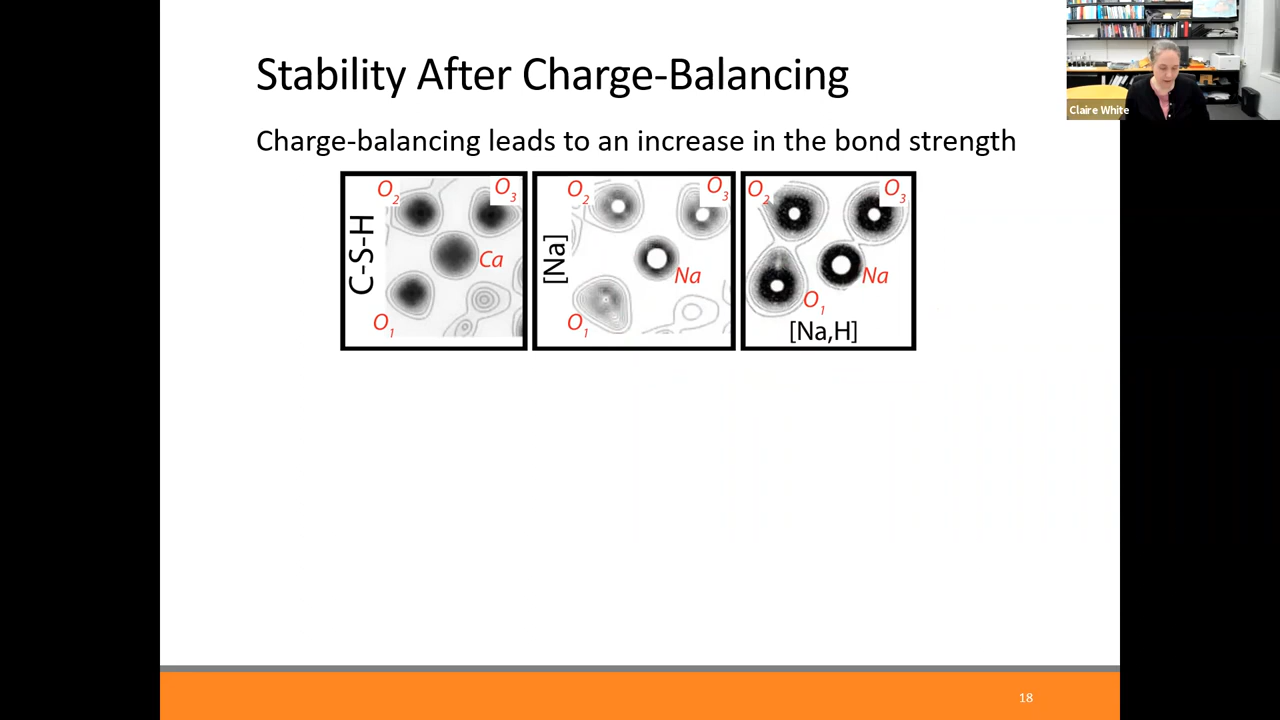 Stability After Charge-Balancing
Claire White
Charge-balancing leads to an increase in the bond strength
O2 O3
C-S-H
Ca
O1
O2 O3
[Na]
Na
O1
O2 O3
Na
O1
[Na,H]
18